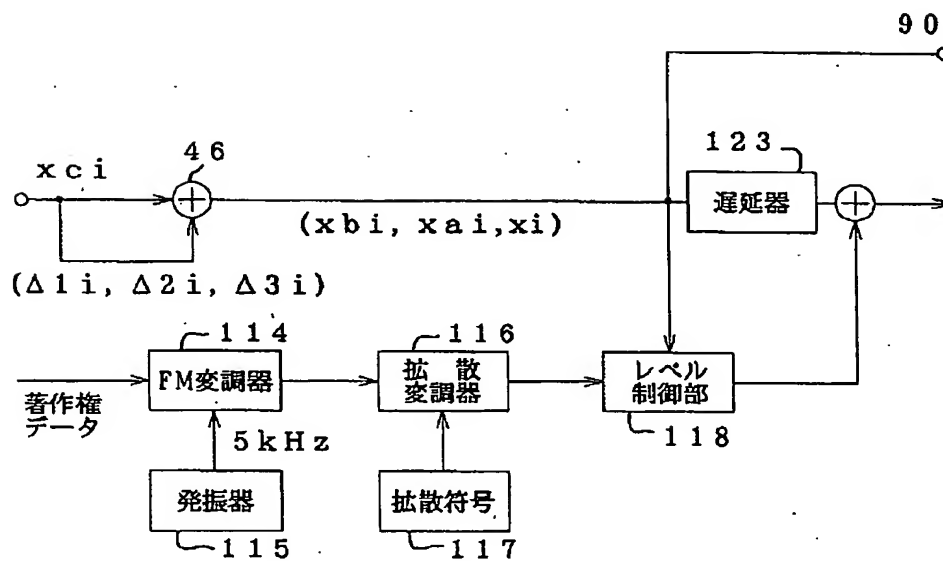 90
xci
46
123
遅延器
(xbi, xai,xi)
(Δ1i, Δ2i, Δ3i)
114
116
FM変調器
拡 散
変調器
レベル
制御部
著作権
データ
118
5kHz
発振器
拡散符号
115
117